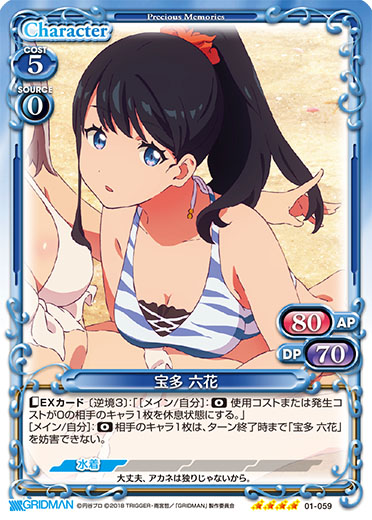 Precious Memories
Character
COST
5
SOURCE
0
80 AP
DP 70
宝多 六花
EXカード〔逆境3〕:「[メイン/自分]:0 使用コストまたは発生コ
ストが0の相手のキャラ1枚を休息状態にする。」
[メイン/自分]:0 相手のキャラ1枚は、ターン終了時まで「宝多 六花」
を妨害できない。
水着
大丈夫、アカネは独りじゃないから。
GRIDMAN
©円谷プロ ©2018 TRIGGER・雨宮哲/「GRIDMAN」製作委員会
01-059